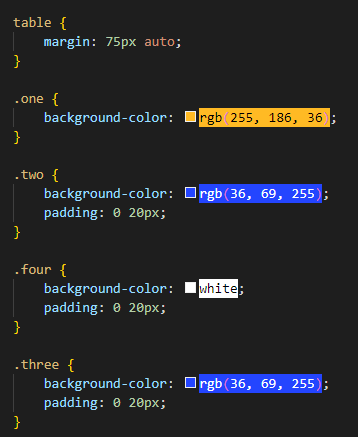 table {
margin: 75px auto;
}
.one {
background-color: rgb(255, 186, 36);
}
.two {
background-color: rgb(36, 69, 255);
padding: 0 20px;
}
.four {
background-color: white;
padding: 0 20px;
}
.three {
background-color: rgb(36, 69, 255);
padding: 0 20px;
}